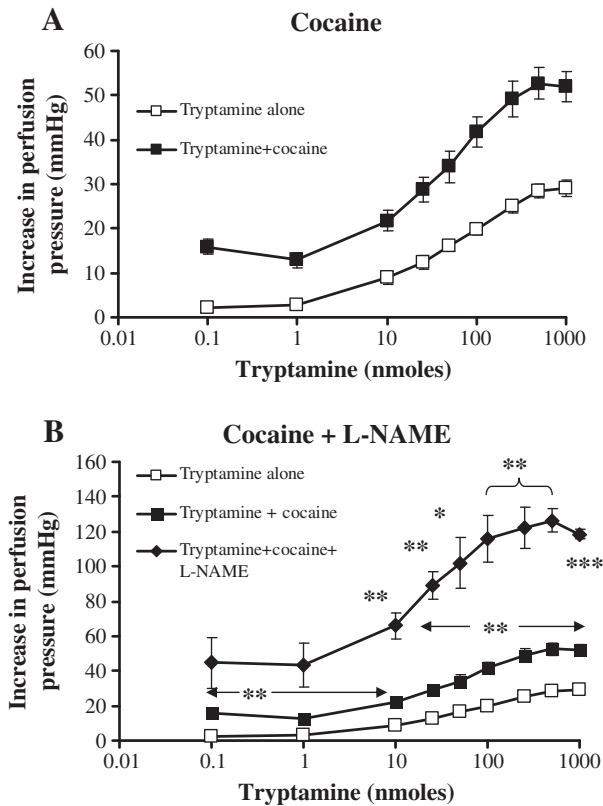 A
Cocaine
Increase in perfusion
pressure (mmHg)
60
50
40
30
20
10
0
Tryptamine alone
Tryptamine+cocaine
0.01
0.1
1
10
100
1000
Tryptamine (nmoles)
B
Cocaine + L-NAME
Increase in perfusion
pressure (mmHg)
160
140
120
100
80
60
40
20
0
Tryptamine alone
Tryptamine + cocaine
Tryptamine+cocaine+
L-NAME
**
*
**
**
***
**
**
0.01
0.1
1
10
100
1000
Tryptamine (nmoles)